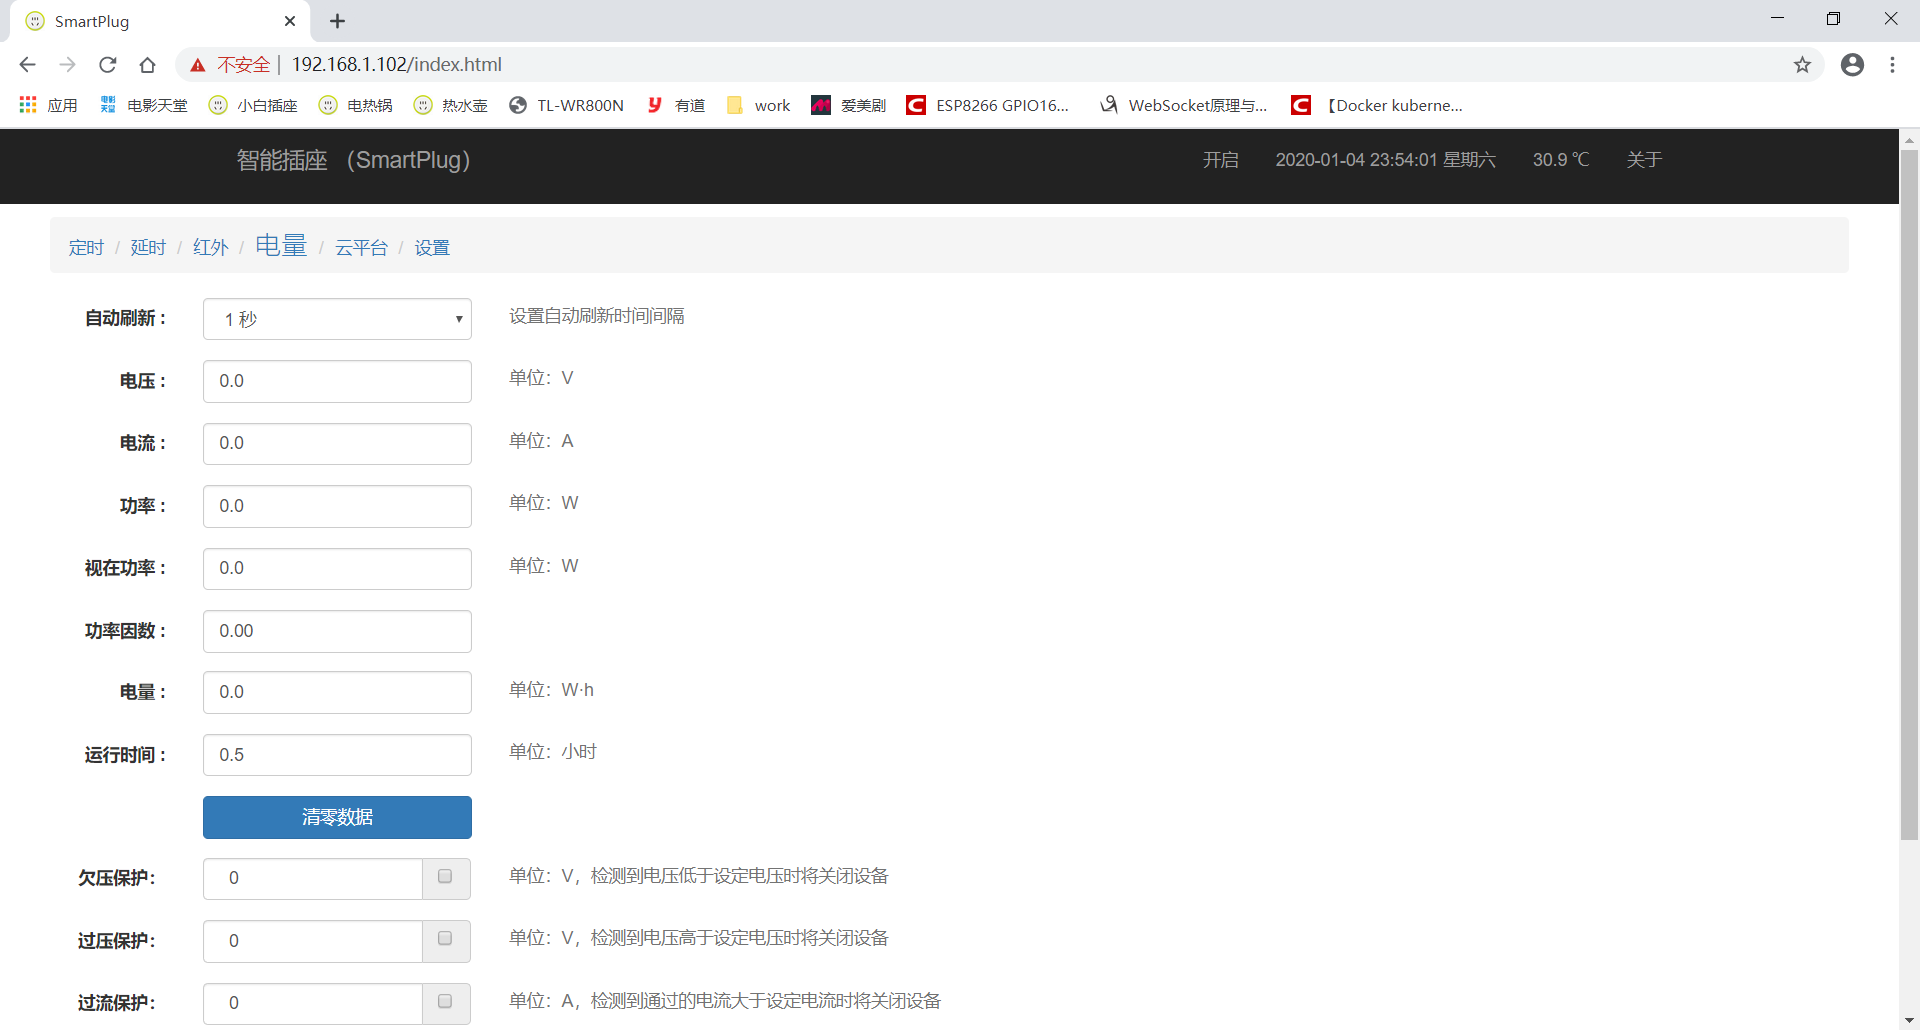 SmartPlug
不安全 | 192.168.1.102/index.html
应用 电影天堂 电影天堂 小白插座 电热锅 热水壶 TL-WR800N 有道 work 爱美剧 ESP8266 GPIO16... WebSocket原理与... 【Docker kuberne...
智能插座 （SmartPlug） 开启 2020-01-04 23:54:01 星期六 30.9 ℃ 关于
定时 / 延时 / 红外 / 电量 / 云平台 / 设置
自动刷新： 1 秒 设置自动刷新时间间隔
电压： 0.0 单位：V
电流： 0.0 单位：A
功率： 0.0 单位：W
视在功率： 0.0 单位：W
功率因数： 0.00
电量： 0.0 单位：W·h
运行时间： 0.5 单位：小时
清零数据
欠压保护： 0 单位：V，检测到电压低于设定电压时将关闭设备
过压保护： 0 单位：V，检测到电压高于设定电压时将关闭设备
过流保护： 0 单位：A，检测到通过的电流大于设定电流时将关闭设备